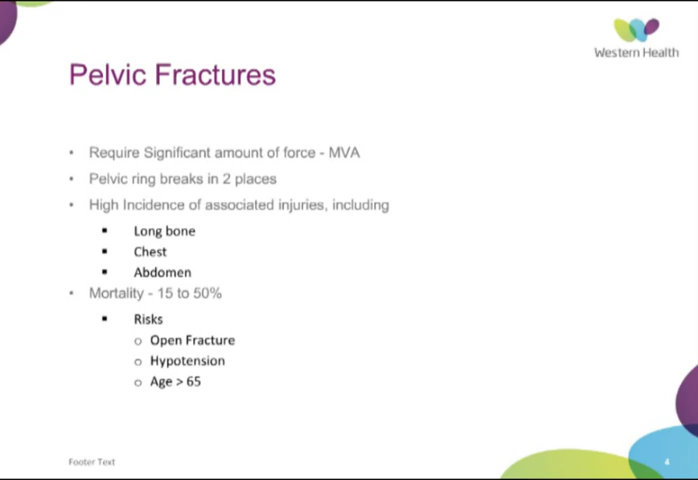 Western Health
Pelvic Fractures
• Require Significant amount of force - MVA
• Pelvic ring breaks in 2 places
• High Incidence of associated injuries, including
▪ Long bone
▪ Chest
▪ Abdomen
• Mortality - 15 to 50%
▪ Risks
o Open Fracture
o Hypotension
o Age > 65
Footer Text
4